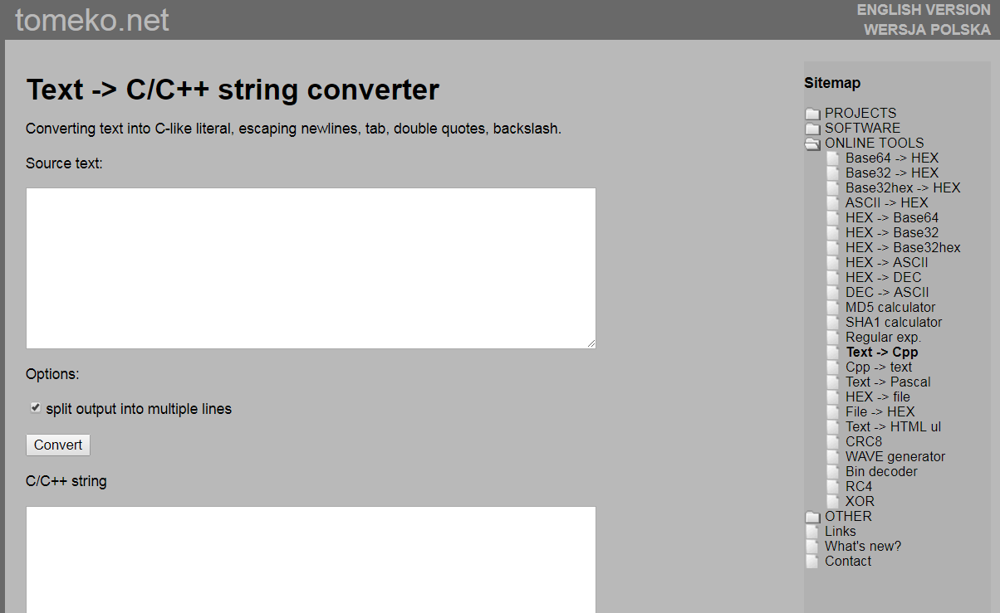 tomeko.net
ENGLISH VERSION
WERSJA POLSKA
Text -> C/C++ string converter
Converting text into C-like literal, escaping newlines, tab, double quotes, backslash.
Source text:
Options:
split output into multiple lines
Convert
C/C++ string
Sitemap
PROJECTS
SOFTWARE
ONLINE TOOLS
Base64 -> HEX
Base32 -> HEX
Base32hex -> HEX
ASCII -> HEX
HEX -> Base64
HEX -> Base32
HEX -> Base32hex
HEX -> ASCII
HEX -> DEC
DEC -> ASCII
MD5 calculator
SHA1 calculator
Regular exp.
Text -> Cpp
Cpp -> text
Text -> Pascal
HEX -> file
File -> HEX
Text -> HTML ul
CRC8
WAVE generator
Bin decoder
RC4
XOR
OTHER
Links
What's new?
Contact